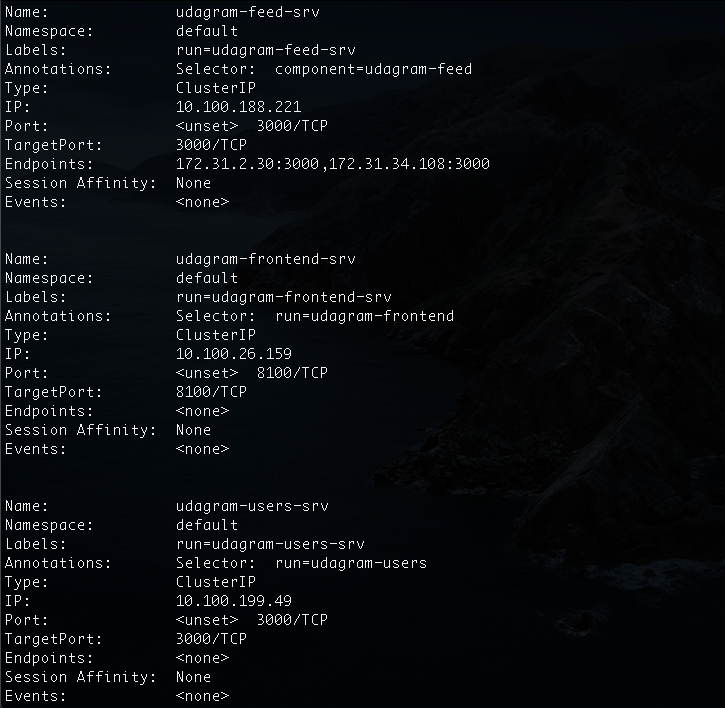 Name: udagram-feed-srv
Namespace: default
Labels: run=udagram-feed-srv
Annotations: Selector: component=udagram-feed
Type: ClusterIP
IP: 10.100.188.221
Port: <unset> 3000/TCP
TargetPort: 3000/TCP
Endpoints: 172.31.2.30:3000,172.31.34.108:3000
Session Affinity: None
Events: <none>

Name: udagram-frontend-srv
Namespace: default
Labels: run=udagram-frontend-srv
Annotations: Selector: run=udagram-frontend
Type: ClusterIP
IP: 10.100.26.159
Port: <unset> 8100/TCP
TargetPort: 8100/TCP
Endpoints: <none>
Session Affinity: None
Events: <none>

Name: udagram-users-srv
Namespace: default
Labels: run=udagram-users-srv
Annotations: Selector: run=udagram-users
Type: ClusterIP
IP: 10.100.199.49
Port: <unset> 3000/TCP
TargetPort: 3000/TCP
Endpoints: <none>
Session Affinity: None
Events: <none>